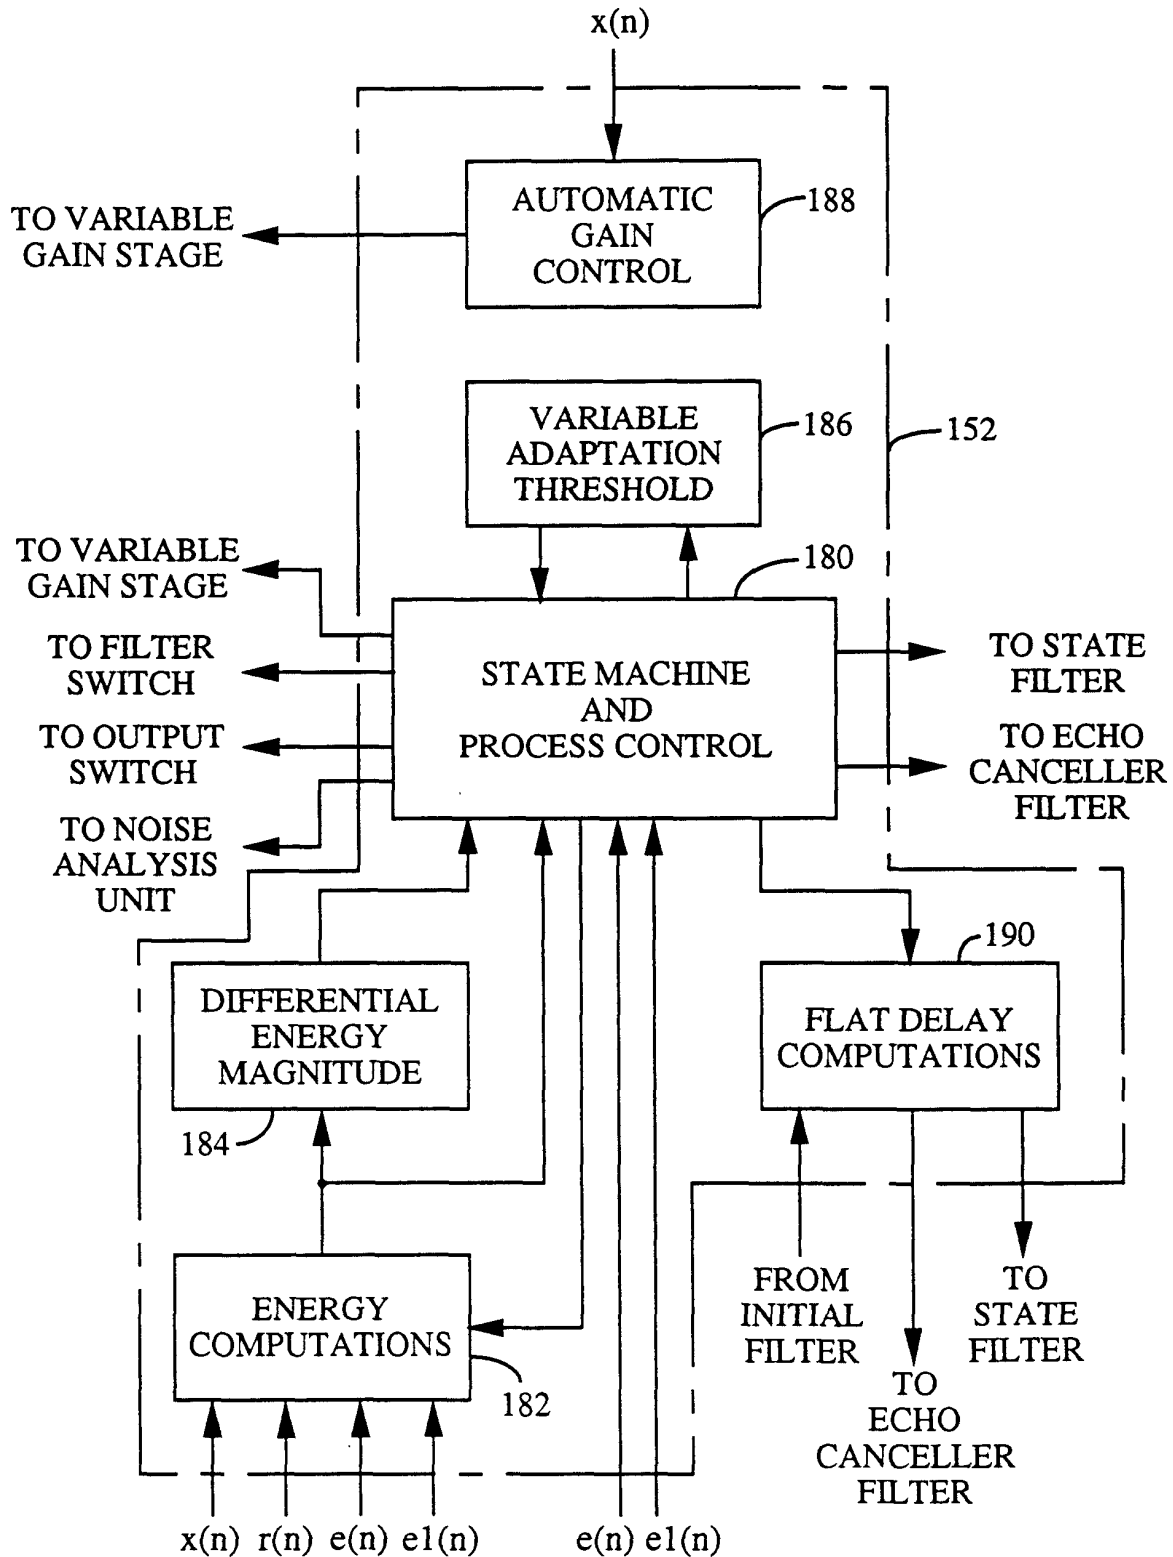 x(n)
AUTOMATIC
GAIN
CONTROL
188
TO VARIABLE
GAIN STAGE
VARIABLE
ADAPTATION
THRESHOLD
186
152
TO VARIABLE
GAIN STAGE
180
TO FILTER
SWITCH
STATE MACHINE
AND
PROCESS CONTROL
TO STATE
FILTER
TO OUTPUT
SWITCH
TO ECHO
CANCELLER
FILTER
TO NOISE
ANALYSIS
UNIT
190
DIFFERENTIAL
ENERGY
MAGNITUDE
FLAT DELAY
COMPUTATIONS
184
ENERGY
COMPUTATIONS
182
FROM
INITIAL
FILTER
TO
STATE
FILTER
TO
ECHO
CANCELLER
FILTER
x(n) r(n) e(n) e1(n) e(n) e1(n)